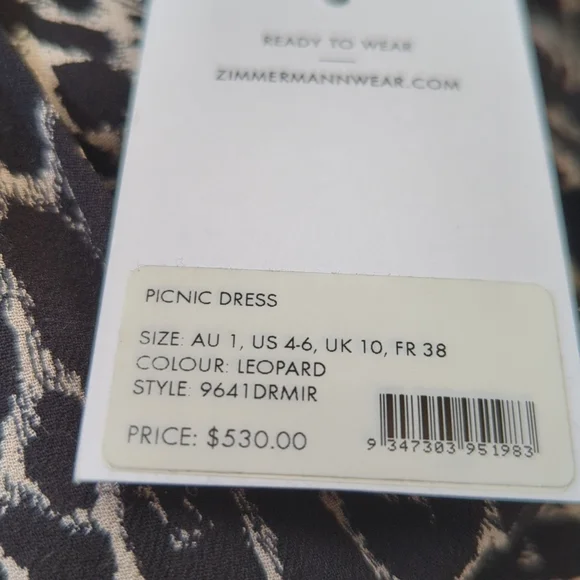 READY TO WEAR
ZIMMERMANNWEAR.COM
PICNIC DRESS
SIZE: AU 1, US 4-6, UK 10, FR 38
COLOUR: LEOPARD
STYLE: 9641DRMIR
PRICE: $530.00
9 347303 951983